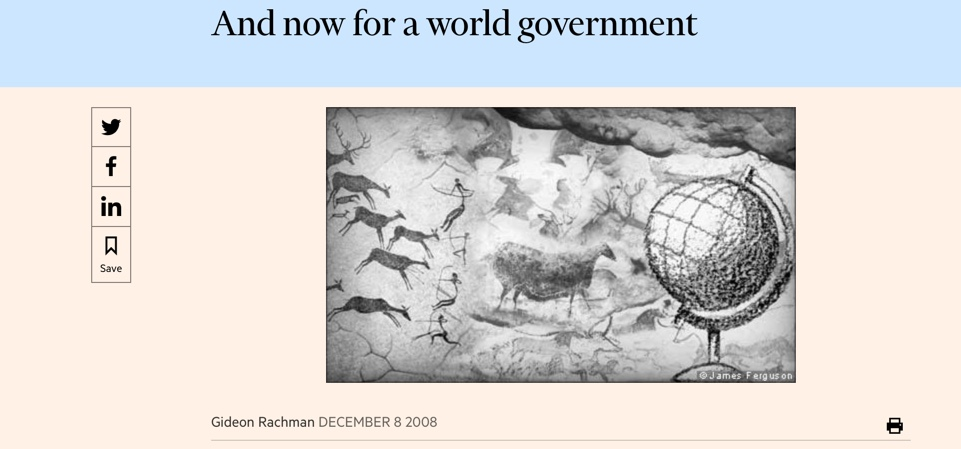 And now for a world government
Save
©James Ferguson
Gideon Rachman DECEMBER 8 2008